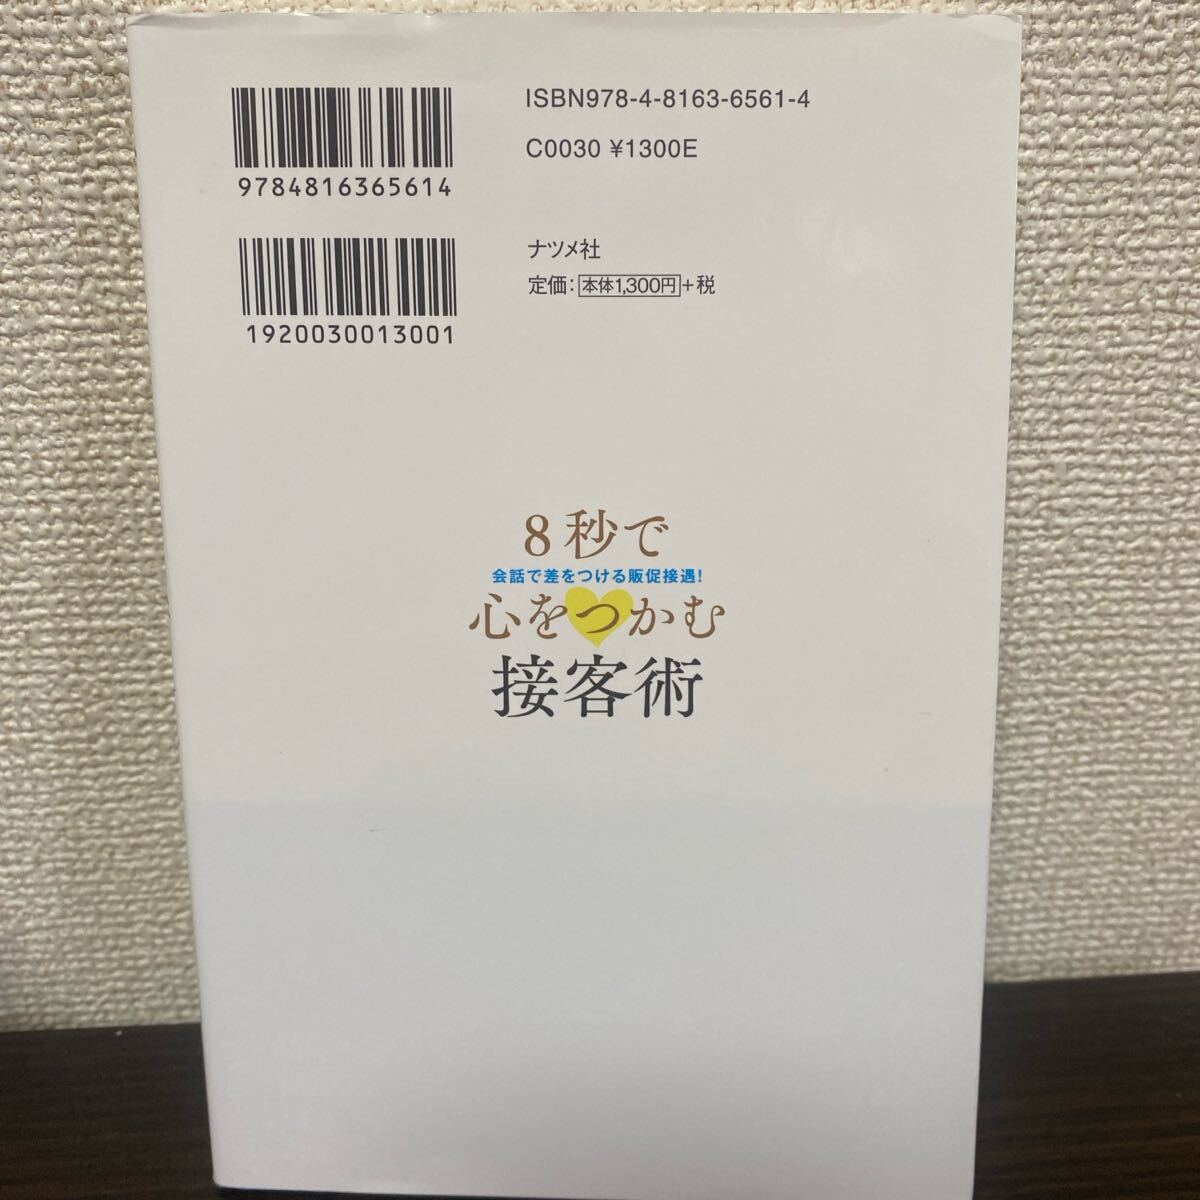 ISBN978-4-8163-6561-4
C0030 ¥1300E
9784816365614
ナツメ社
定価:本体1,300円+税
1920030013001
8秒で
会話で差をつける販促接遇!
心をつかむ
接客術